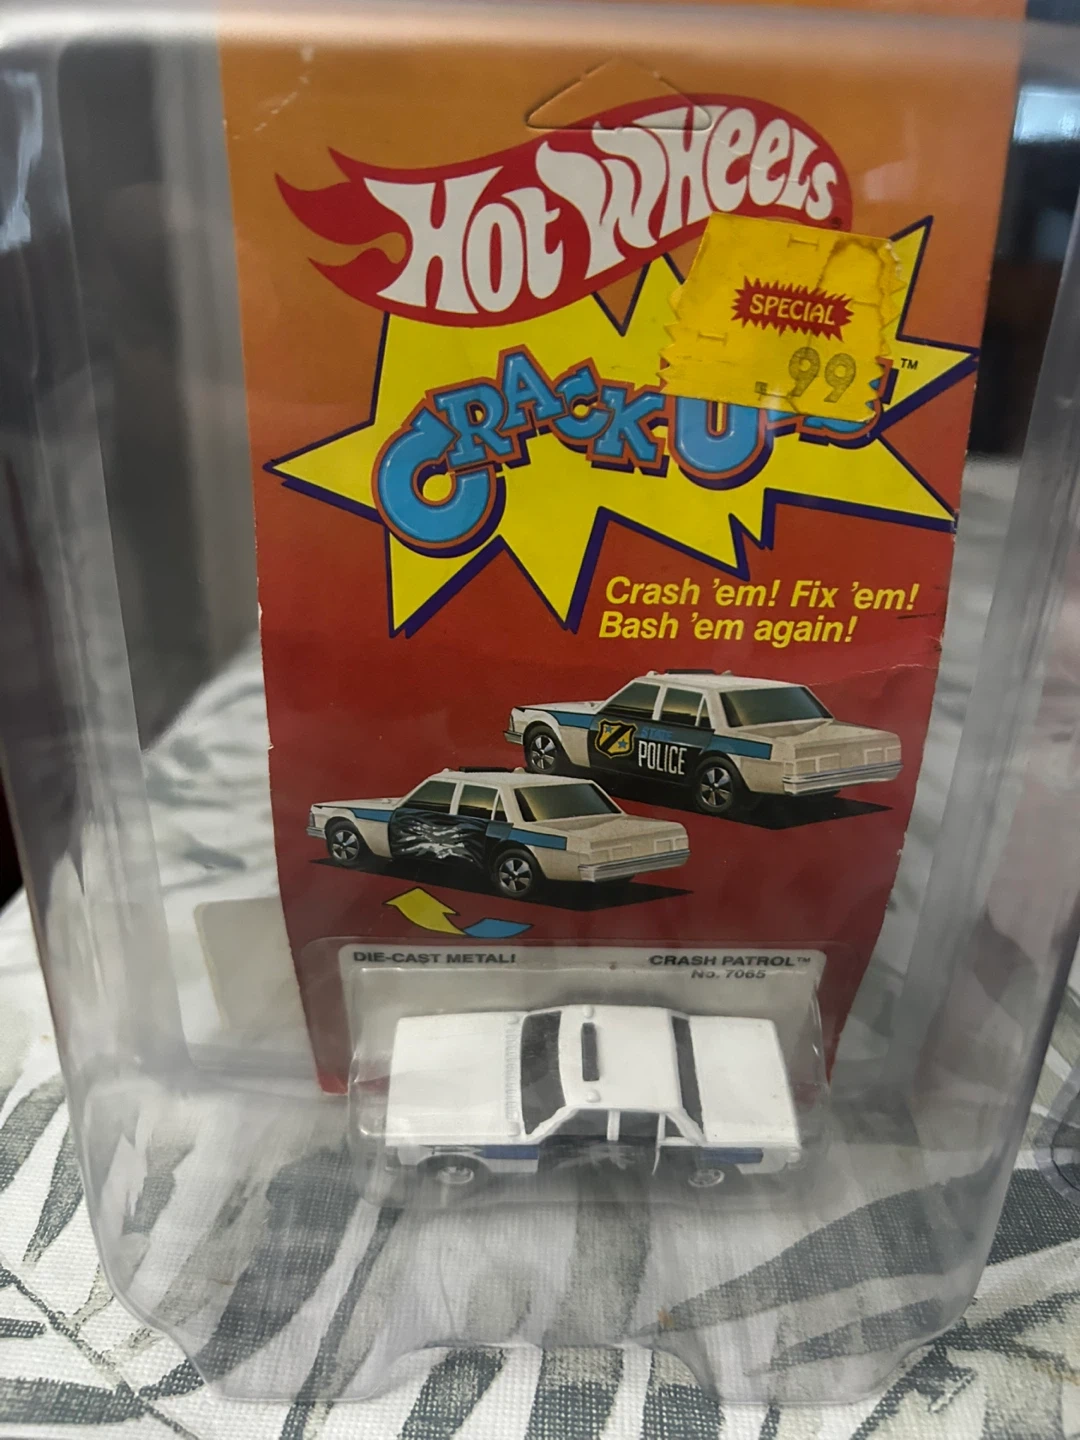 HOT WHEELS
SPECIAL
.99
CRACK U
TM
Crash 'em! Fix 'em!
Bash 'em again!
STATE
POLICE
DIE-CAST METAL!
CRASH PATROL™
No. 7065